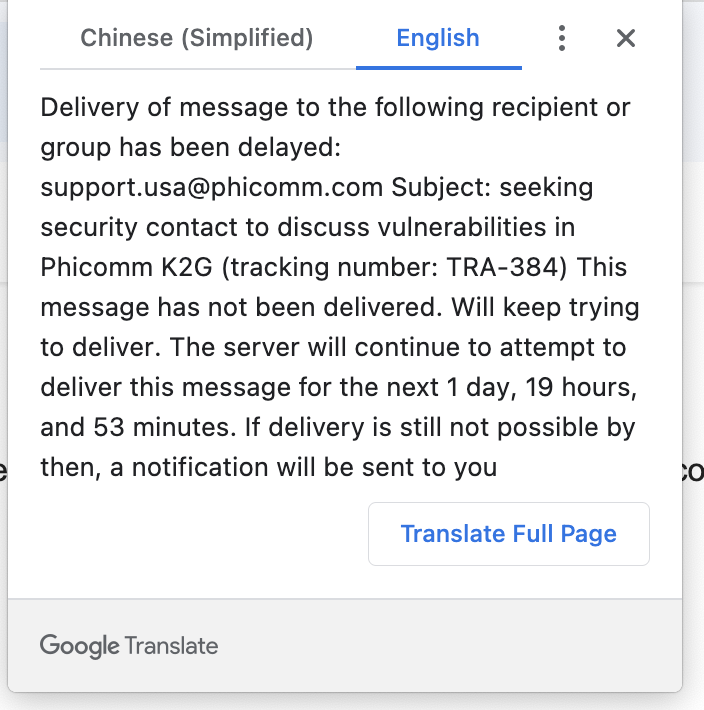 Chinese (Simplified) English
Delivery of message to the following recipient or
group has been delayed:
support.usa@phicomm.com Subject: seeking
security contact to discuss vulnerabilities in
Phicomm K2G (tracking number: TRA-384) This
message has not been delivered. Will keep trying
to deliver. The server will continue to attempt to
deliver this message for the next 1 day, 19 hours,
and 53 minutes. If delivery is still not possible by
then, a notification will be sent to you
Translate Full Page
Google Translate